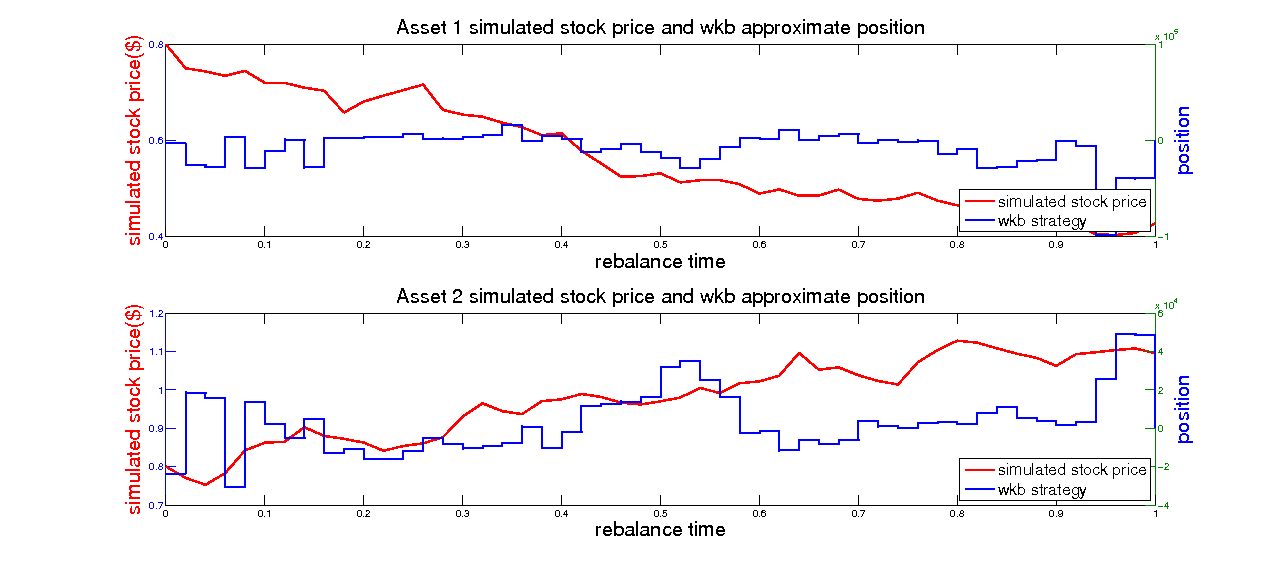 Asset 1 simulated stock price and wkb approximate position
x 10^5
0.8
0.6
0.4
1
0
-1
simulated stock price($)
position
simulated stock price
wkb strategy
0 0.1 0.2 0.3 0.4 0.5 0.6 0.7 0.8 0.9 1
rebalance time
Asset 2 simulated stock price and wkb approximate position
x 10^4
1.2
1.1
1
0.9
0.8
0.7
6
4
2
0
-2
-4
simulated stock price($)
position
simulated stock price
wkb strategy
0 0.1 0.2 0.3 0.4 0.5 0.6 0.7 0.8 0.9 1
rebalance time